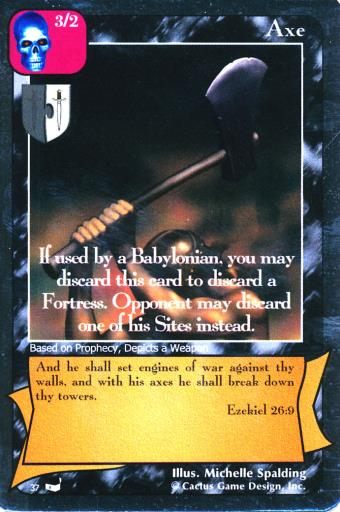 3/2
Axe
If used by a Babylonian, you may
discard this card to discard a
Fortress. Opponent may discard
one of his Sites instead.
Based on Prophecy, Depicts a Weapon
And he shall set engines of war against thy
walls, and with his axes he shall break down
thy towers.
Ezekiel 26:9
Illus. Michelle Spalding
37
© Cactus Game Design, Inc.